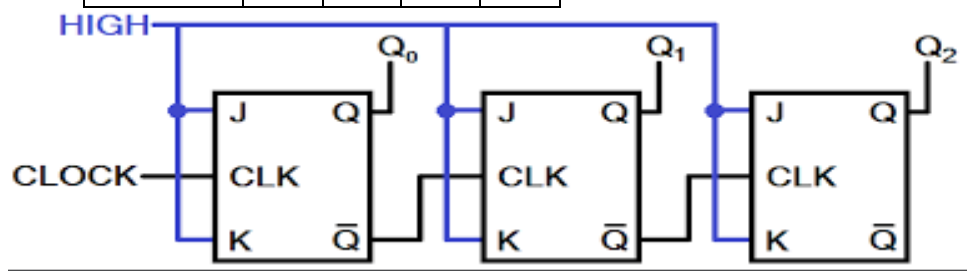 HIGH
Q₀ Q₁ Q₂
J Q J Q J Q
CLOCK CLK CLK CLK
K Q̅ K Q̅ K Q̅